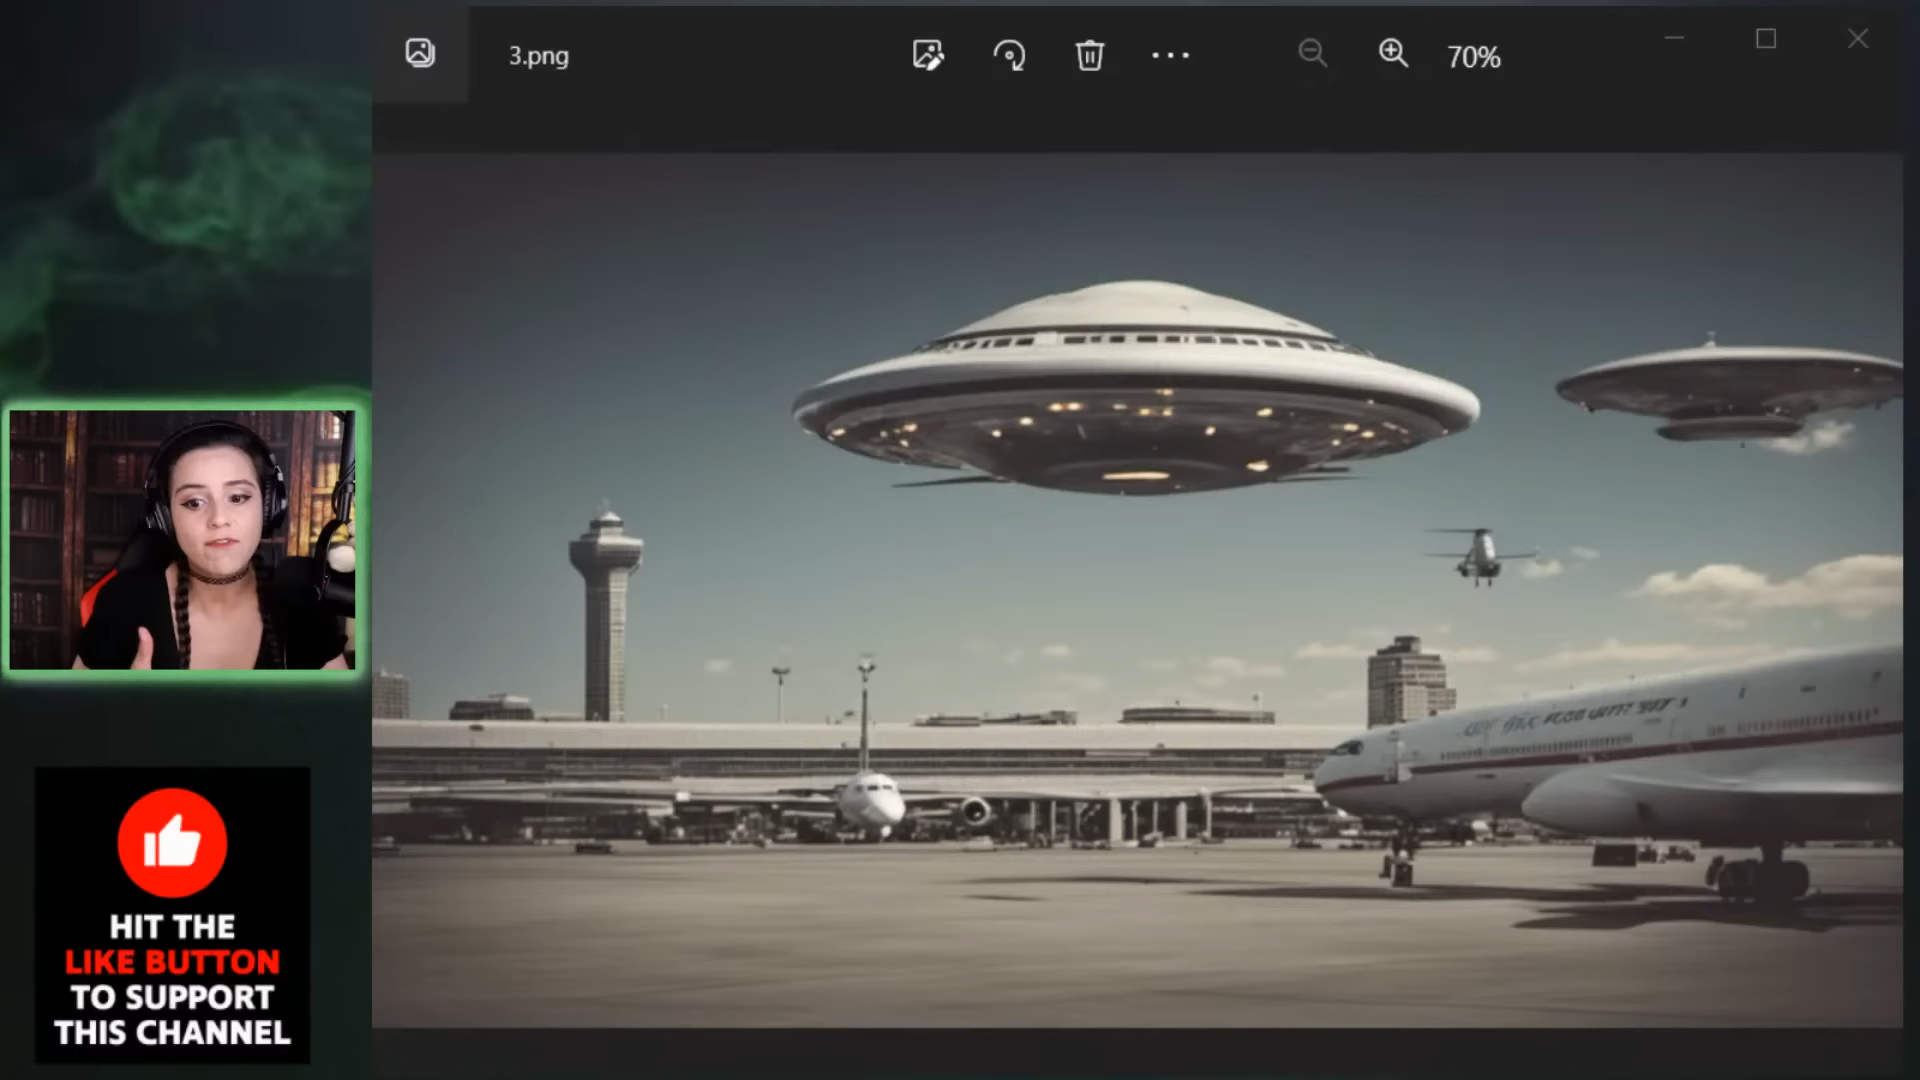 3.png
70%
HIT THE
LIKE BUTTON
TO SUPPORT
THIS CHANNEL